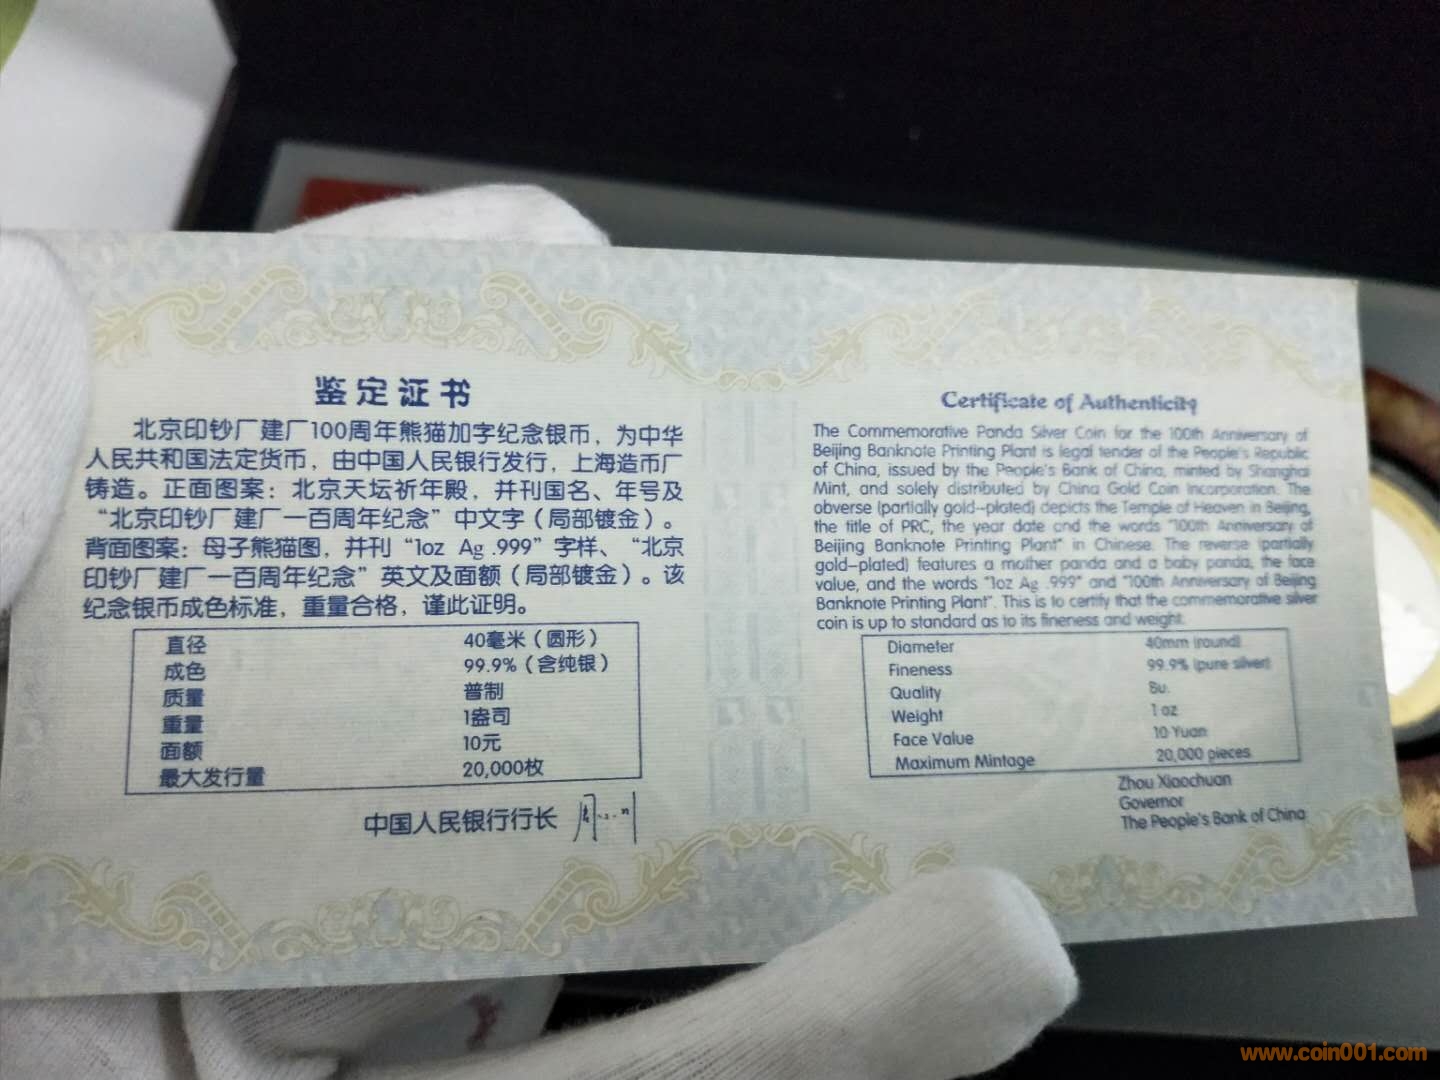 鉴定证书
北京印钞厂建厂100周年熊猫加字纪念银币，为中华
人民共和国法定货币，由中国人民银行发行，上海造币厂
铸造。正面图案：北京天坛祈年殿，并刊国名、年号及
“北京印钞厂建厂一百周年纪念”中文字（局部镀金）。
背面图案：母子熊猫图，并刊“1oz Ag .999”字样、“北京
印钞厂建厂一百周年纪念”英文及面额（局部镀金）。该
纪念银币成色标准，重量合格，谨此证明。
直径 40毫米（圆形）
成色 99.9%（含纯银）
质量 普制
重量 1盎司
面额 10元
最大发行量 20,000枚
中国人民银行行长
Certificate of Authenticity
The Commemorative Panda Silver Coin for the 100th Anniversary of
Beijing Banknote Printing Plant is legal tender of the People's Republic
of China, issued by the People's Bank of China, minted by Shanghai
Mint, and solely distributed by China Gold Coin Incorporation. The
obverse (partially gold-plated) depicts the Temple of Heaven in Beijing,
the title of PRC, the year date and the words "100th Anniversary of
Beijing Banknote Printing Plant" in Chinese. The reverse (partially
gold-plated) features a mother panda and a baby panda, the face
value, and the words "1oz Ag .999" and "100th Anniversary of Beijing
Banknote Printing Plant". This is to certify that the commemorative silver
coin is up to standard as to its fineness and weight.
Diameter 40mm (round)
Fineness 99.9% (pure silver)
Quality Bu.
Weight 1 oz
Face Value 10 Yuan
Maximum Mintage 20,000 pieces
Zhou Xiaochuan
Governor
The People's Bank of China
www.coin001.com